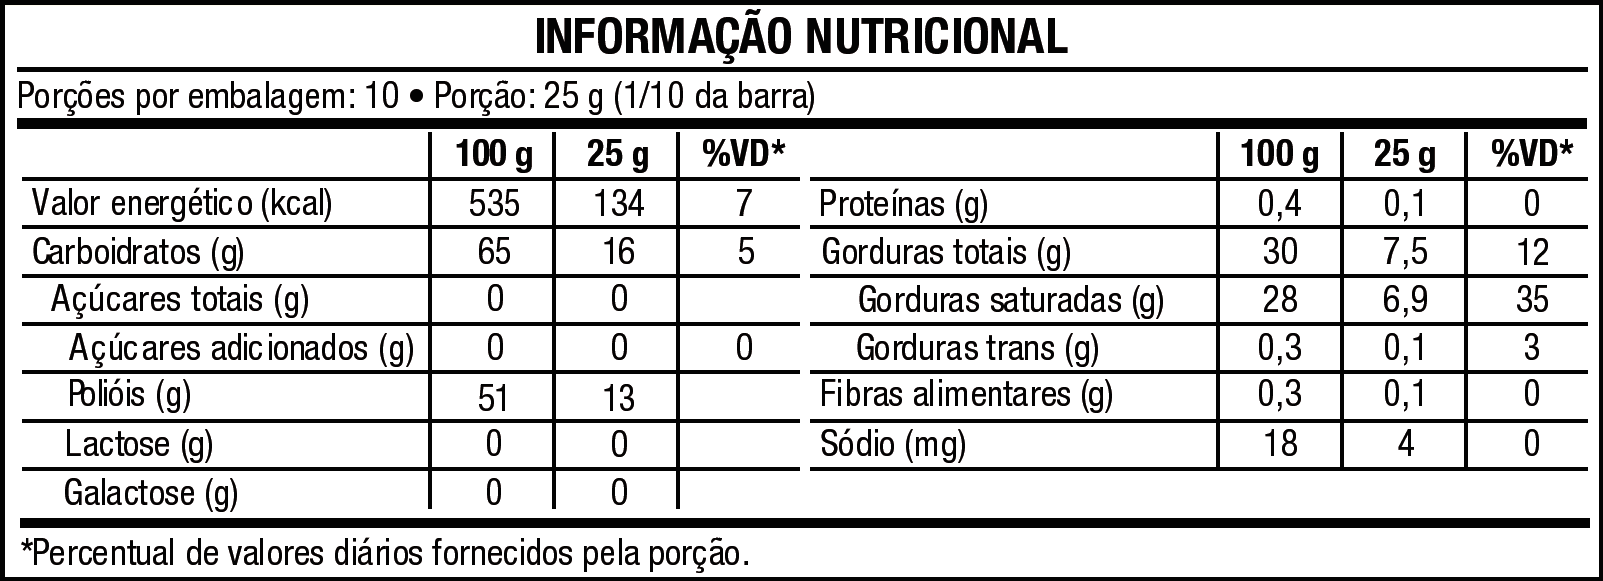 INFORMAÇÃO NUTRICIONAL
Porções por embalagem: 10 • Porção: 25 g (1/10 da barra)
100 g 25 g %VD*
Valor energético (kcal) 535 134 7
Carboidratos (g) 65 16 5
Açúcares totais (g) 0 0
Açúcares adicionados (g) 0 0 0
Polióis (g) 51 13
Lactose (g) 0 0
Galactose (g) 0 0
100 g 25 g %VD*
Proteínas (g) 0,4 0,1 0
Gorduras totais (g) 30 7,5 12
Gorduras saturadas (g) 28 6,9 35
Gorduras trans (g) 0,3 0,1 3
Fibras alimentares (g) 0,3 0,1 0
Sódio (mg) 18 4 0
*Percentual de valores diários fornecidos pela porção.